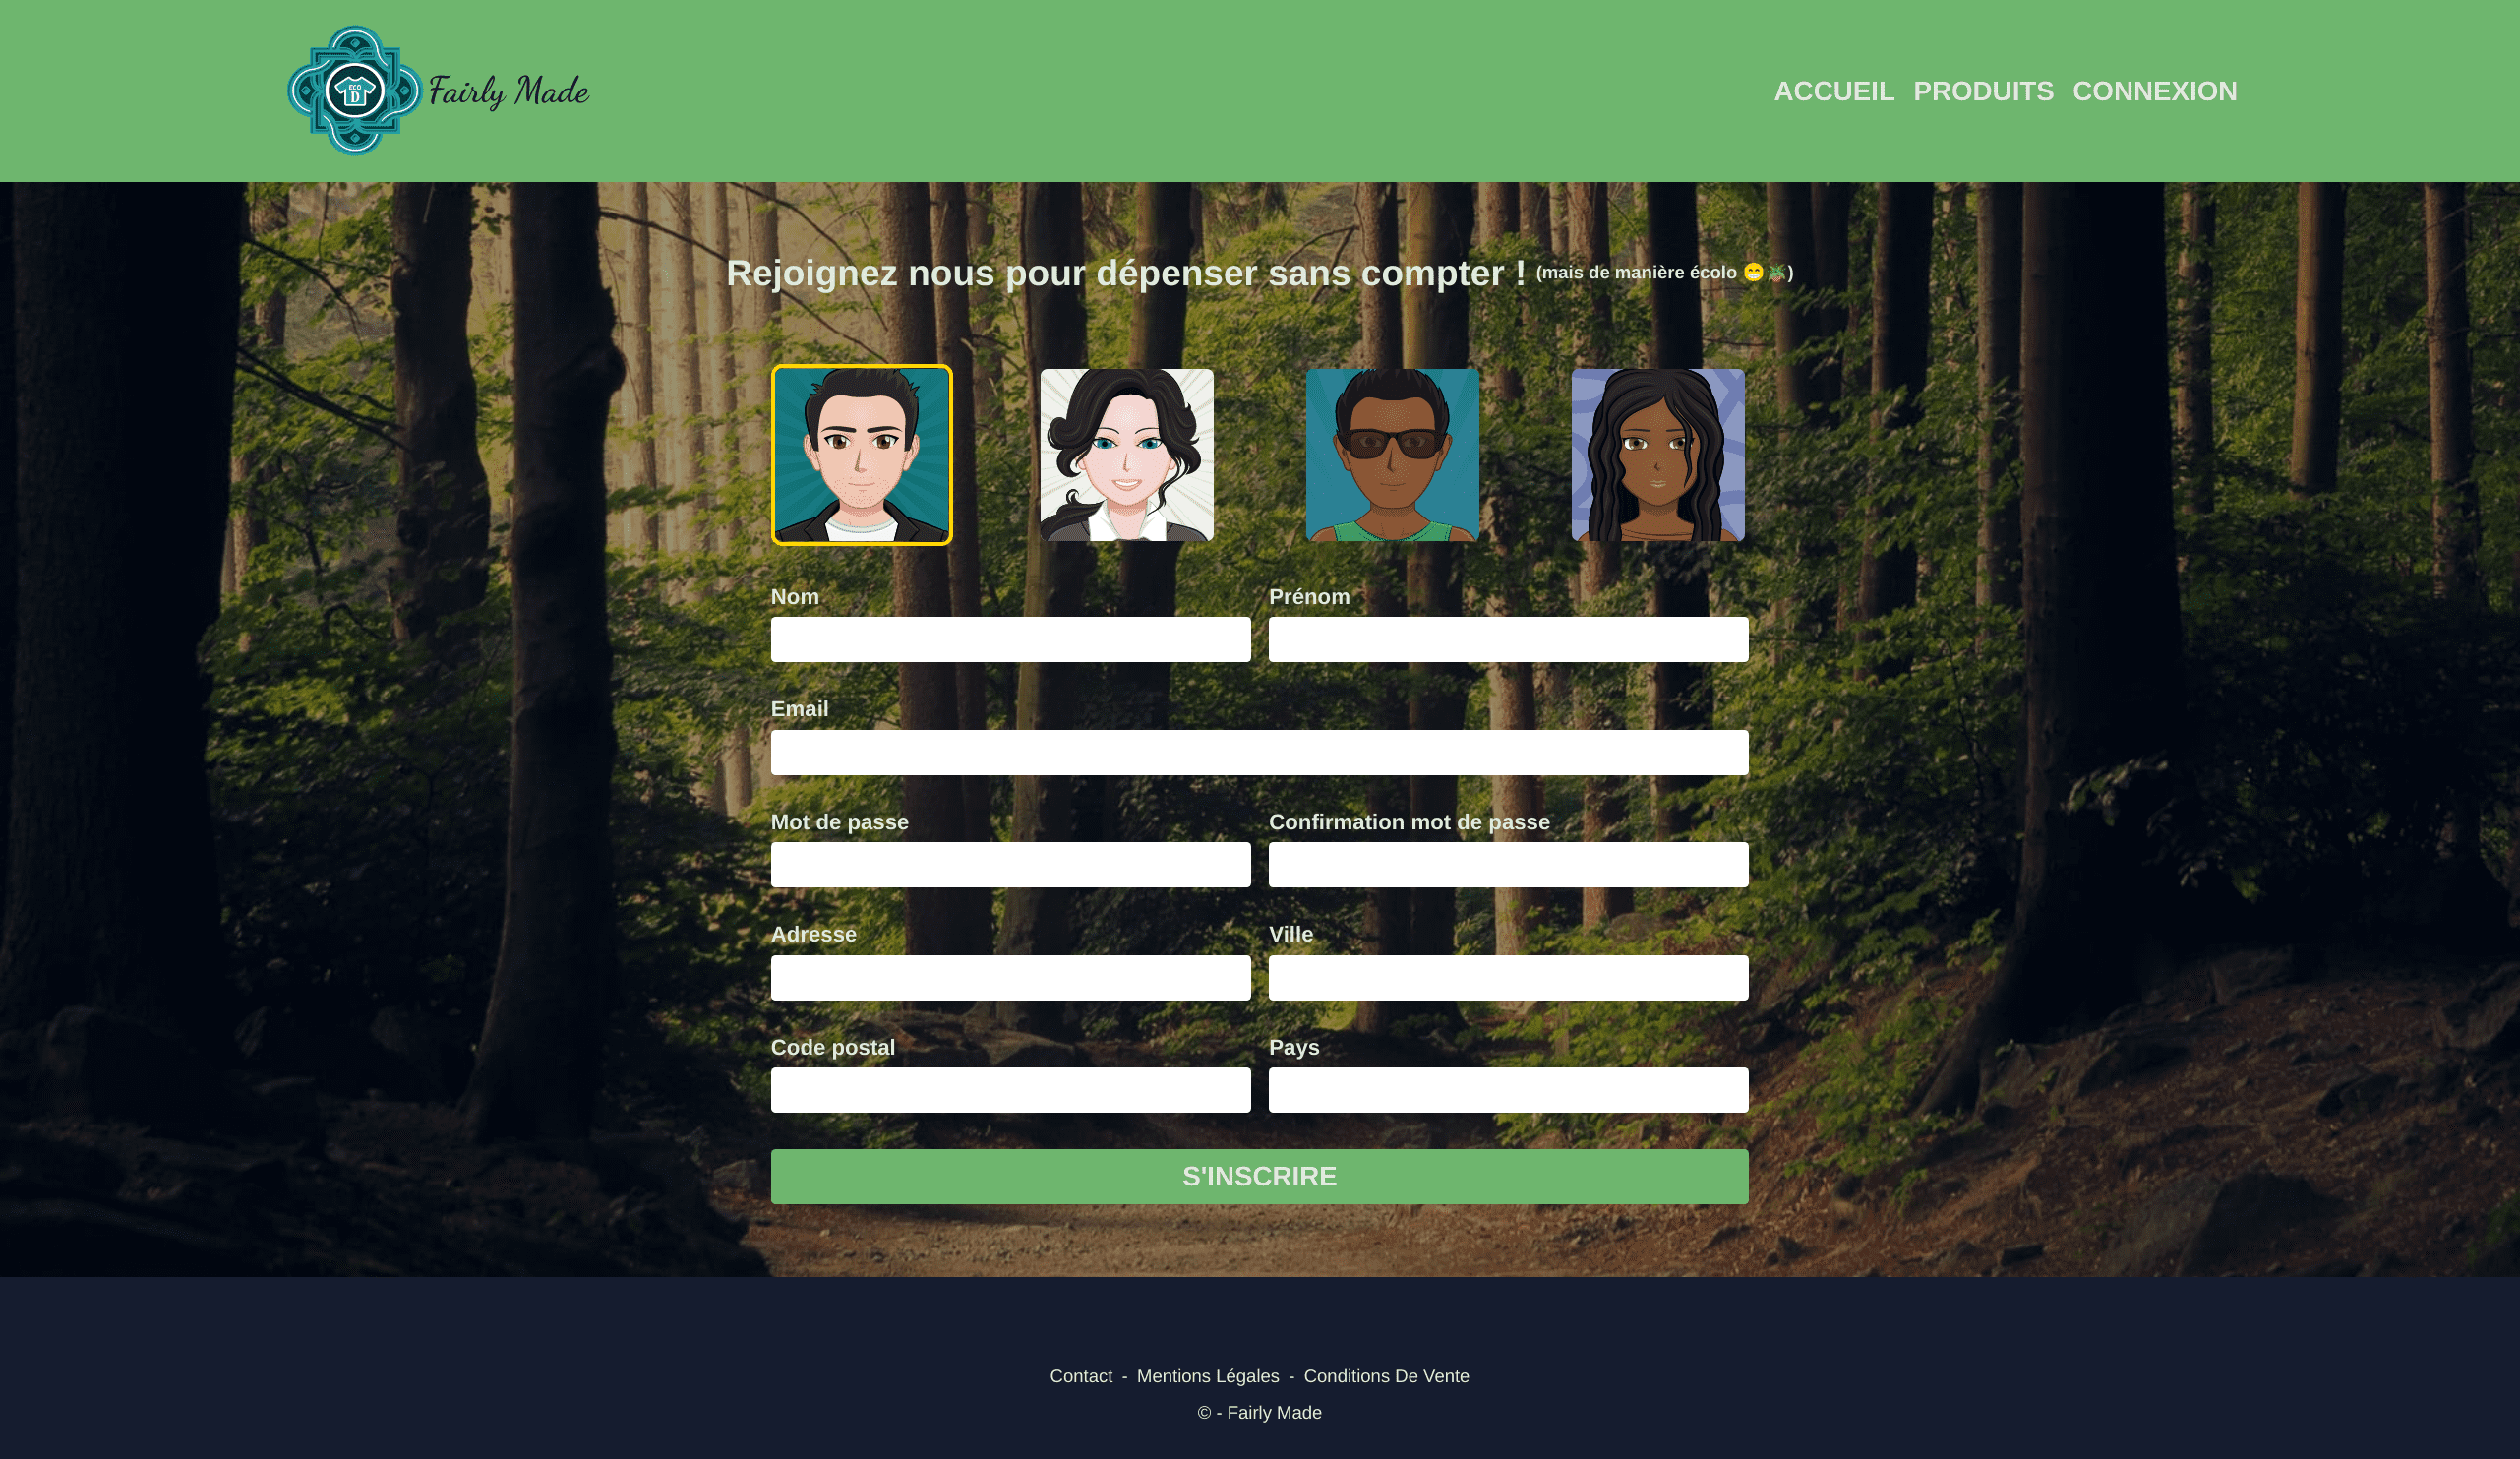 ECO
D
Fairly Made
ACCUEIL PRODUITS CONNEXION
Rejoignez nous pour dépenser sans compter ! (mais de manière écolo 😁🌿)
Nom Prénom
Email
Mot de passe Confirmation mot de passe
Adresse Ville
Code postal Pays
S'INSCRIRE
Contact - Mentions Légales - Conditions De Vente
© - Fairly Made